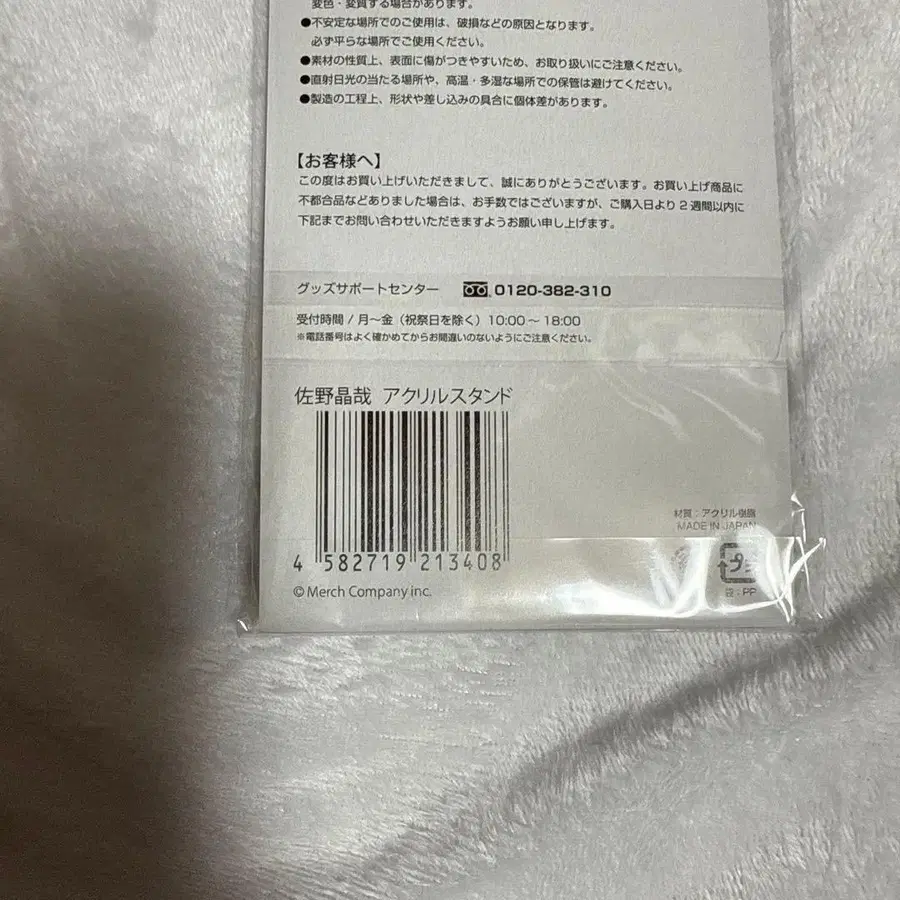 変色・変質する場合があります。
●不安定な場所でのご使用は、破損などの原因となります。
必ず平らな場所でご使用ください。
●素材の性質上、表面に傷がつきやすいため、お取り扱いにご注意ください。
●直射日光の当たる場所や、高温・多湿な場所での保管は避けてください。
●製造の工程上、形状や差し込みの具合に個体差があります。
【お客様へ】
この度はお買い上げいただきまして、誠にありがとうございます。お買い上げ商品に
不都合品などありました場合は、お手数ではございますが、ご購入日より2週間以内に
下記までお問い合わせいただきますようお願い申し上げます。
グッズサポートセンター 0120-382-310
受付時間 / 月～金（祝祭日を除く）10:00～18:00
※電話番号はよく確かめてからお間違いのないようにご注意ください。
佐野晶哉 アクリルスタンド
4 582719 213408
© Merch Company inc.
材質：アクリル樹脂
MADE IN JAPAN
プラ
袋：PP